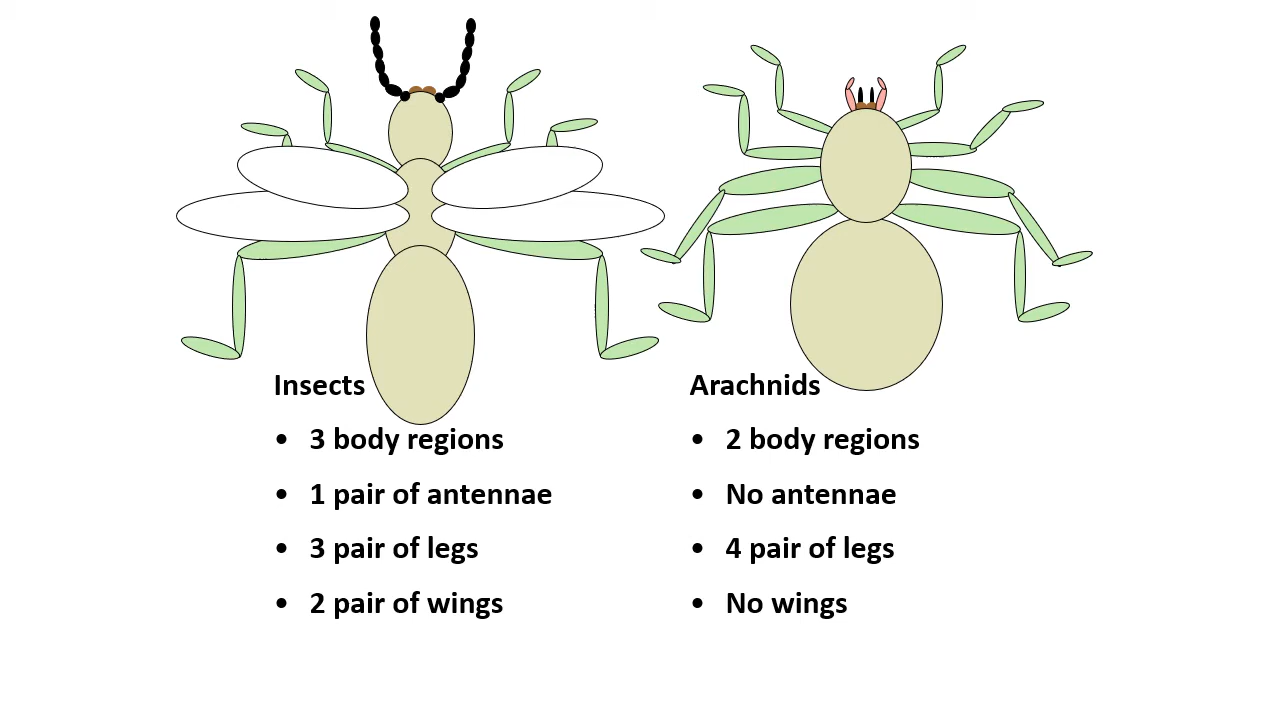 Insects
• 3 body regions
• 1 pair of antennae
• 3 pair of legs
• 2 pair of wings
Arachnids
• 2 body regions
• No antennae
• 4 pair of legs
• No wings